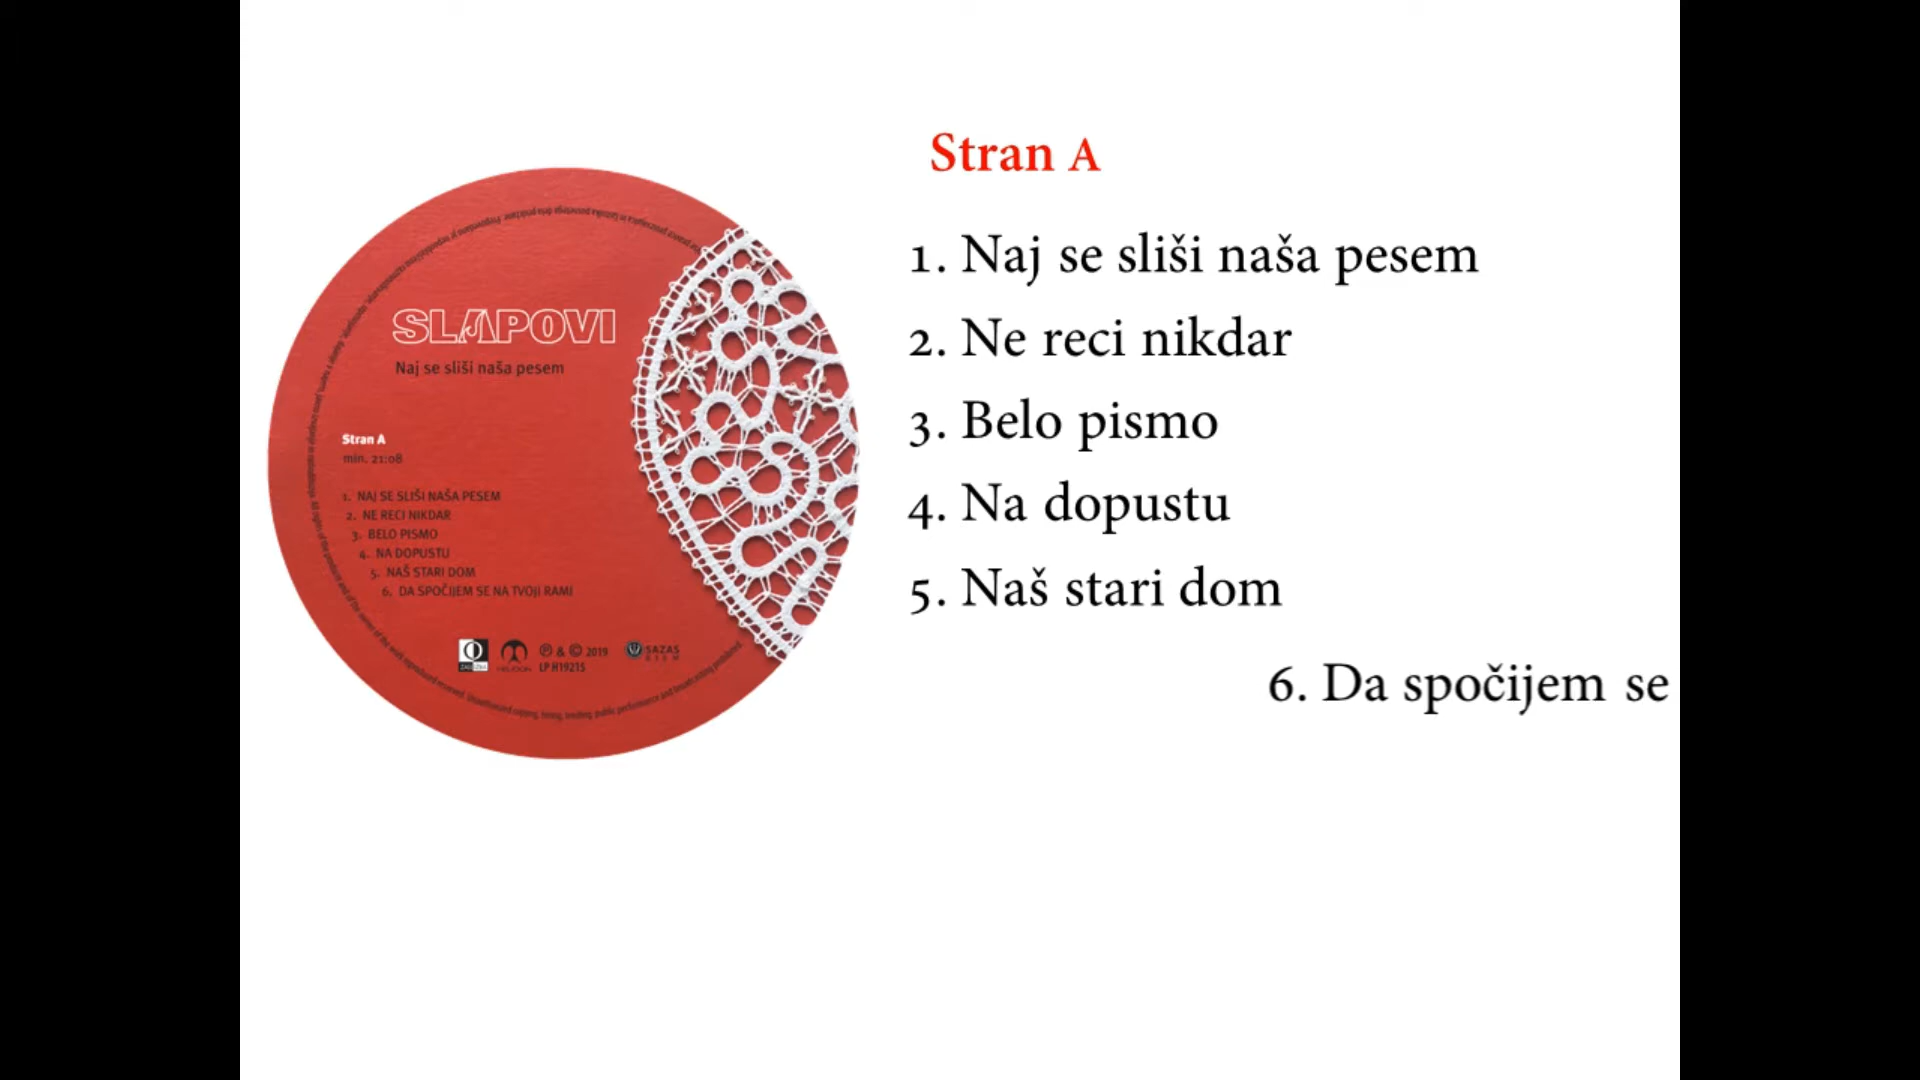 SLAPOVI
Naj se sliši naša pesem
Stran A
min. 21:08
1. NAJ SE SLIŠI NAŠA PESEM
2. NE RECI NIKDAR
3. BELO PISMO
4. NA DOPUSTU
5. NAŠ STARI DOM
6. DA SPOČIJEM SE NA TVOJI RAMI
HELIDON
℗ & © 2019
LP H19215
SAZAS
Stran A
1. Naj se sliši naša pesem
2. Ne reci nikdar
3. Belo pismo
4. Na dopustu
5. Naš stari dom
6. Da spočijem se